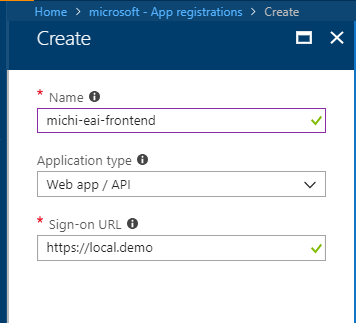 Home > microsoft - App registrations > Create
Create
* Name
michi-eai-frontend
Application type
Web app / API
* Sign-on URL
https://local.demo